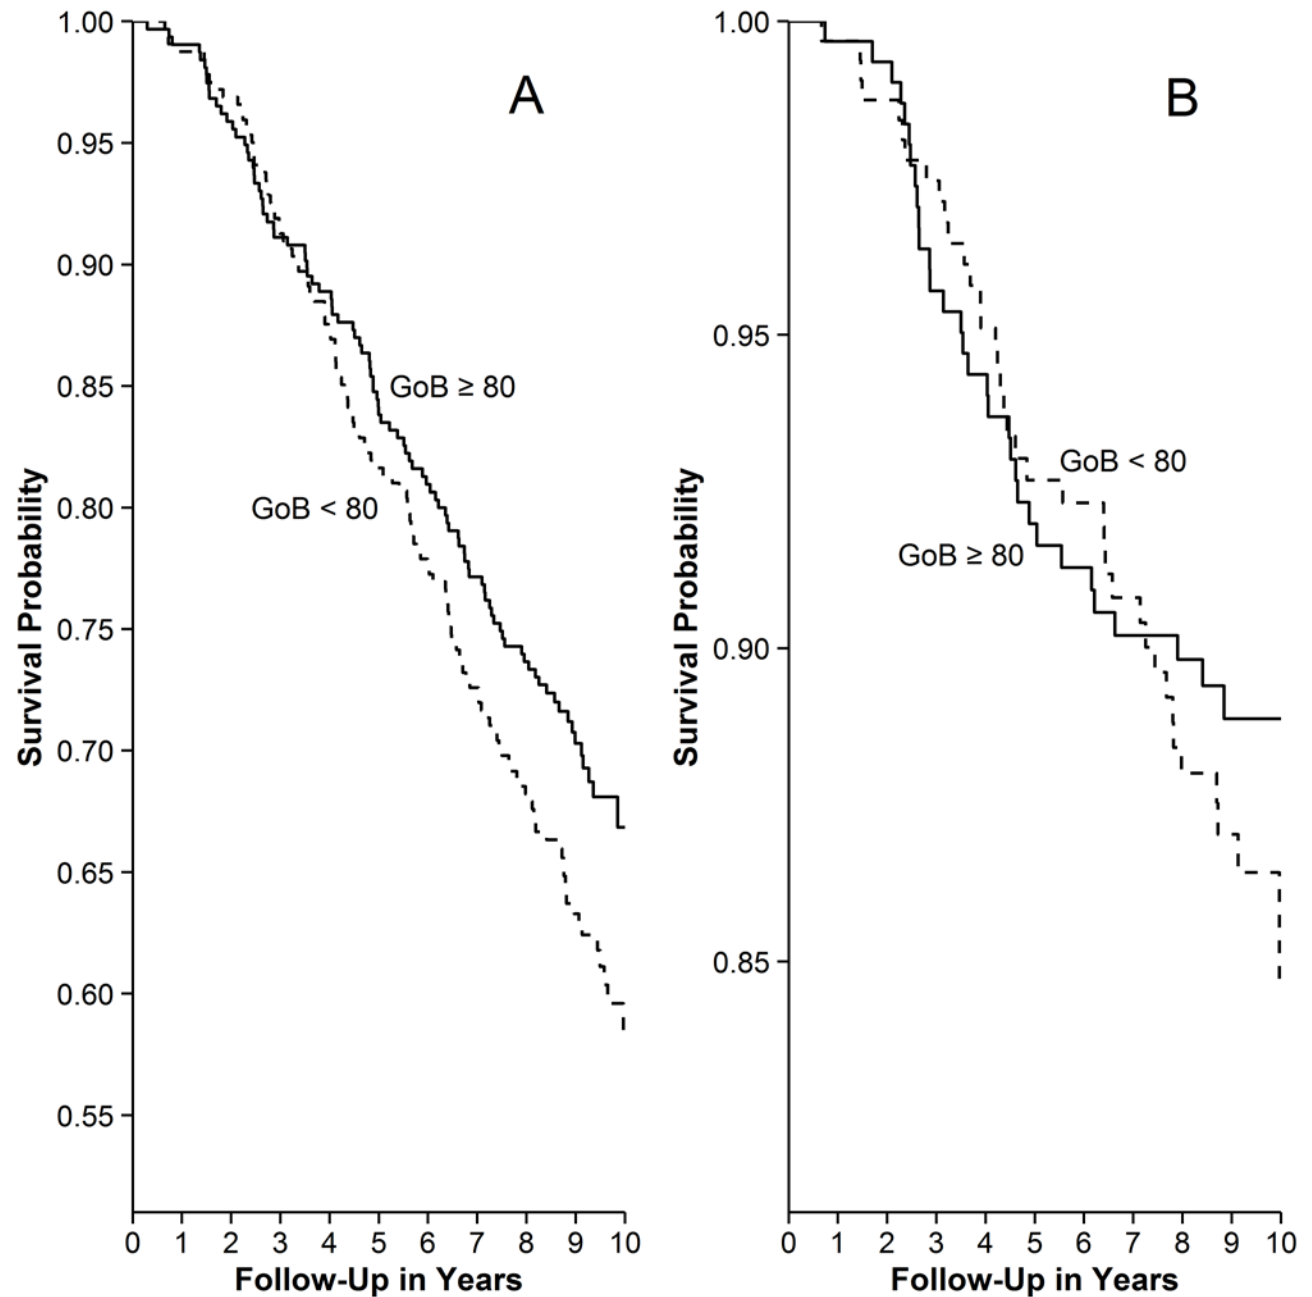 A
1.00
0.95
0.90
0.85
0.80
0.75
0.70
0.65
0.60
0.55
Survival Probability
GoB ≥ 80
GoB < 80
0 1 2 3 4 5 6 7 8 9 10
Follow-Up in Years
B
1.00
0.95
0.90
0.85
Survival Probability
GoB < 80
GoB ≥ 80
0 1 2 3 4 5 6 7 8 9 10
Follow-Up in Years